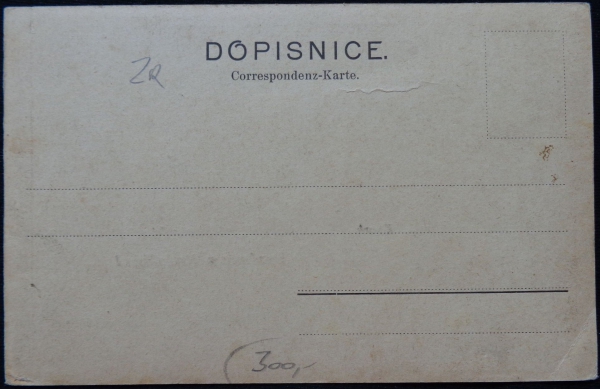 DOPISNICE.
Correspondenz-Karte.
ZR
300,-